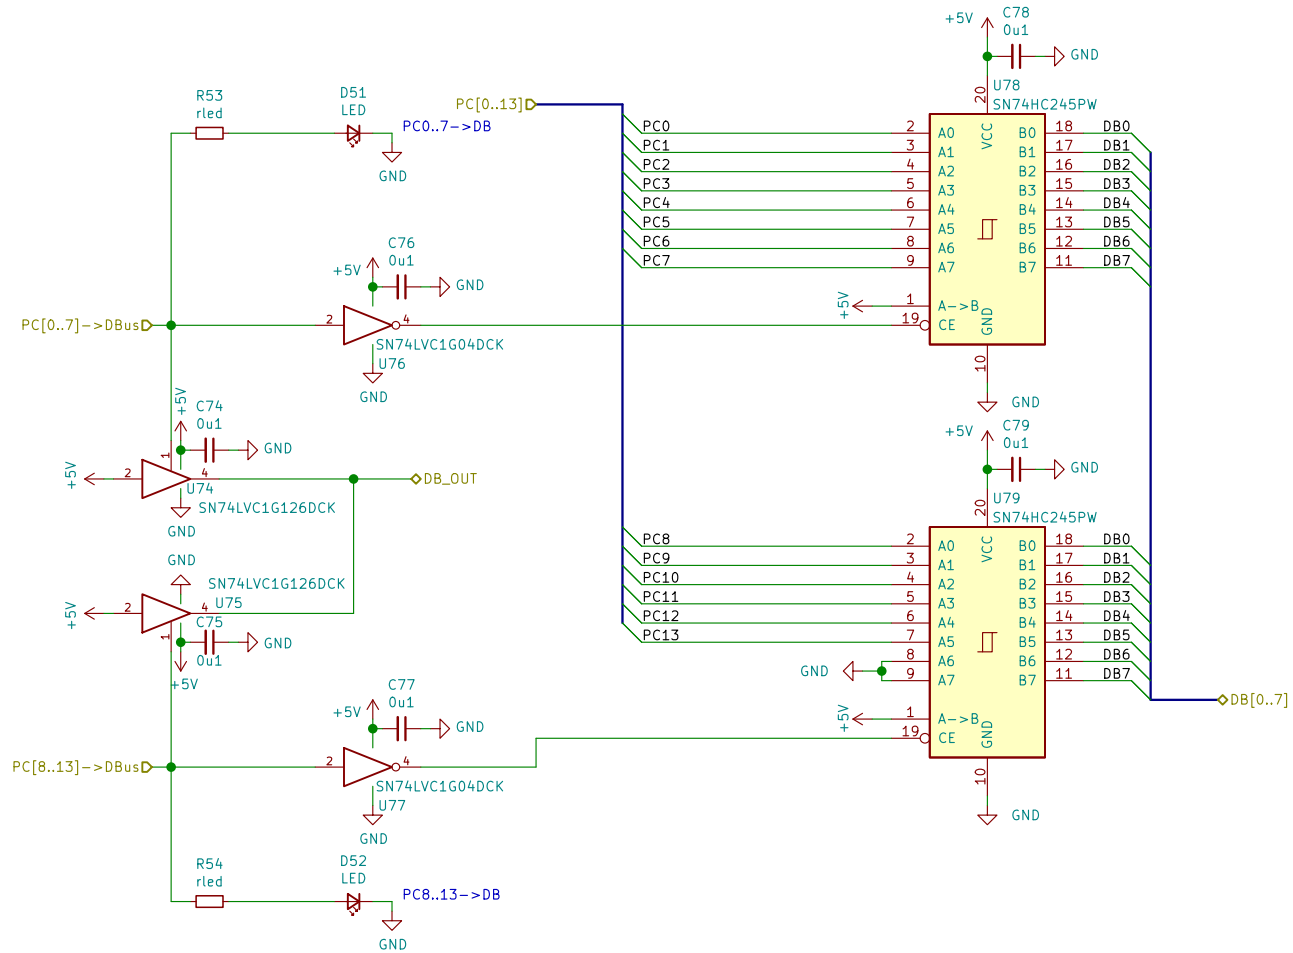 R53
rled
D51
LED
PC0..7->DB
GND
PC[0..13]
+5V
C78
0u1
GND
U78
SN74HC245PW
20
VCC
PC0
2
A0
B0
18
DB0
PC1
3
A1
B1
17
DB1
PC2
4
A2
B2
16
DB2
PC3
5
A3
B3
15
DB3
PC4
6
A4
B4
14
DB4
PC5
7
A5
B5
13
DB5
PC6
8
A6
B6
12
DB6
PC7
9
A7
B7
11
DB7
+5V
1
A->B
19
CE
GND
10
GND
C76
0u1
+5V
GND
PC[0..7]->DBus
2
4
SN74LVC1G04DCK
U76
GND
+5V
C74
0u1
GND
1
+5V
2
4
U74
SN74LVC1G126DCK
GND
DB_OUT
GND
SN74LVC1G126DCK
U75
+5V
2
4
1
C75
0u1
GND
+5V
+5V
C79
0u1
GND
U79
SN74HC245PW
20
VCC
PC8
2
A0
B0
18
DB0
PC9
3
A1
B1
17
DB1
PC10
4
A2
B2
16
DB2
PC11
5
A3
B3
15
DB3
PC12
6
A4
B4
14
DB4
PC13
7
A5
B5
13
DB5
GND
8
A6
B6
12
DB6
9
A7
B7
11
DB7
DB[0..7]
+5V
1
A->B
19
CE
GND
10
GND
C77
0u1
+5V
GND
PC[8..13]->DBus
2
4
SN74LVC1G04DCK
U77
GND
R54
rled
D52
LED
PC8..13->DB
GND